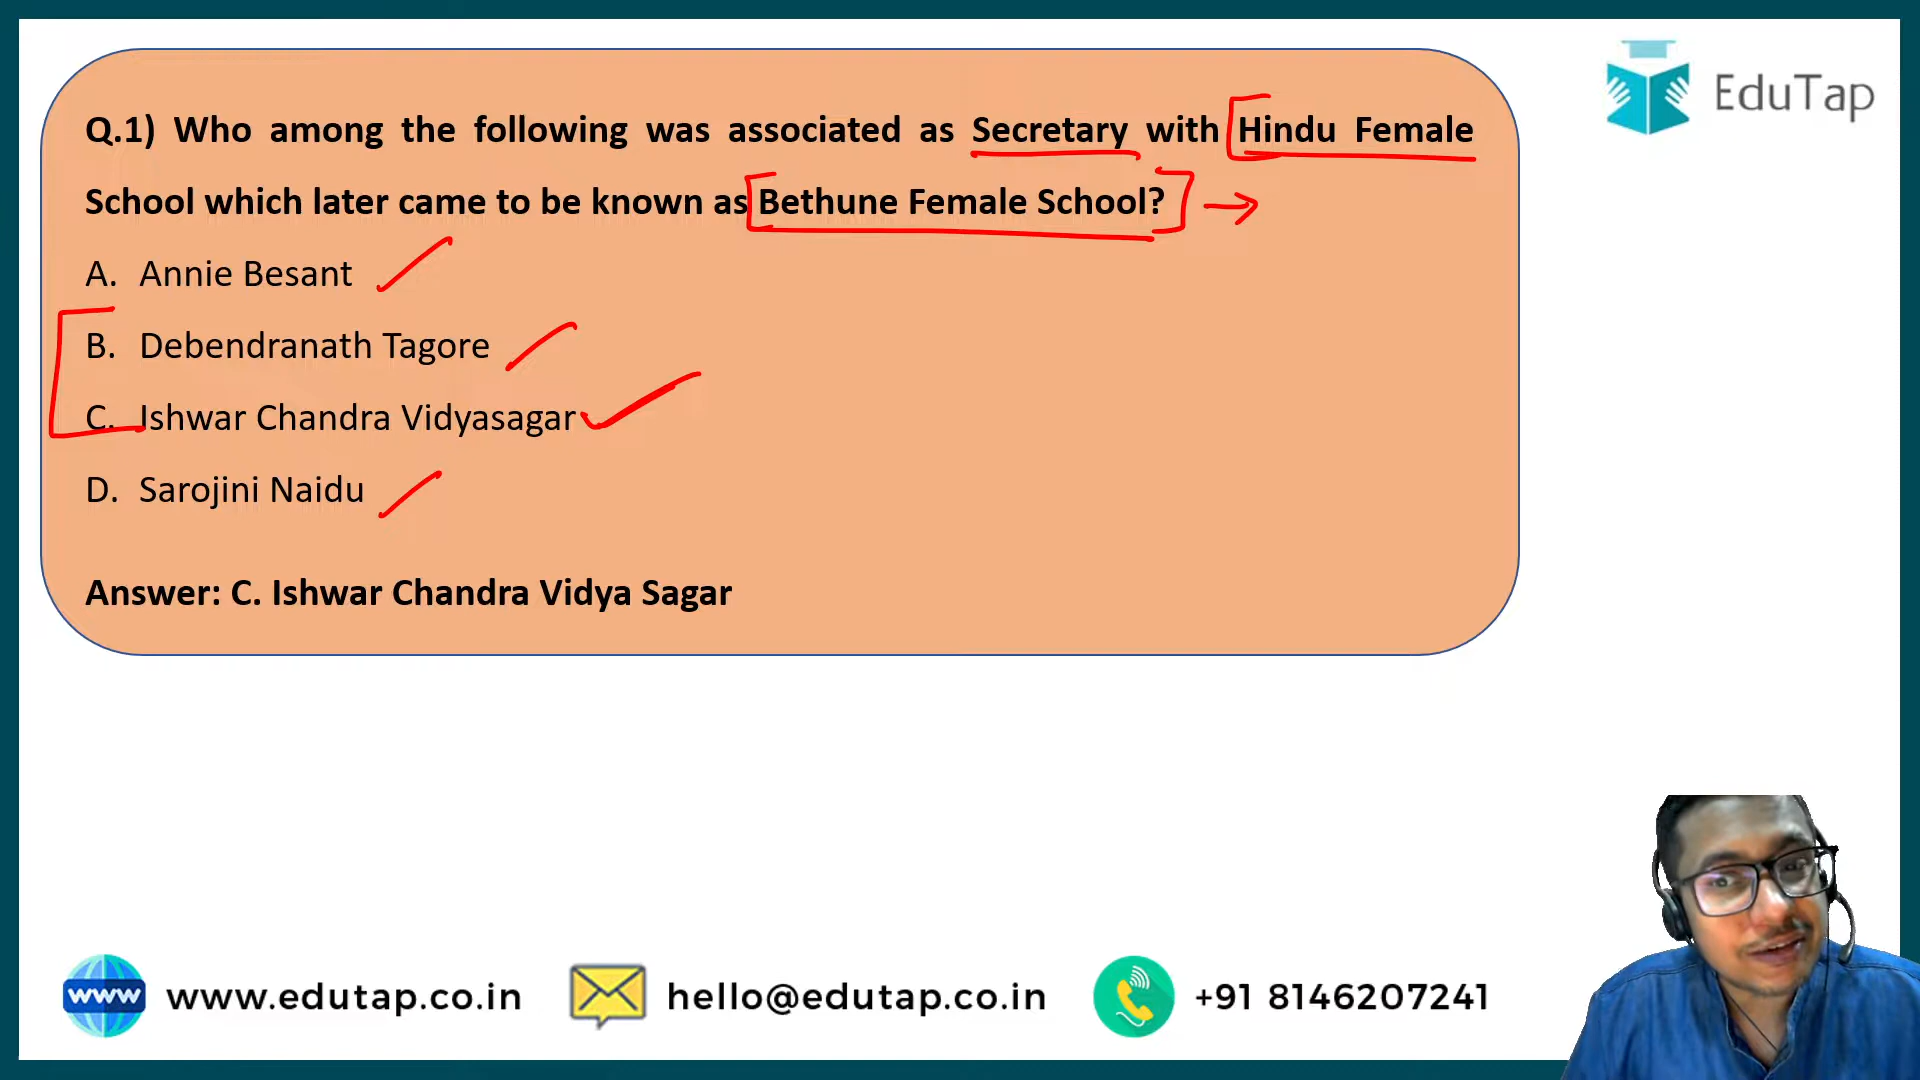 EduTap
Q.1) Who among the following was associated as Secretary with Hindu Female
School which later came to be known as Bethune Female School?
A. Annie Besant
B. Debendranath Tagore
C. Ishwar Chandra Vidyasagar
D. Sarojini Naidu
Answer: C. Ishwar Chandra Vidya Sagar
www www.edutap.co.in hello@edutap.co.in +91 8146207241